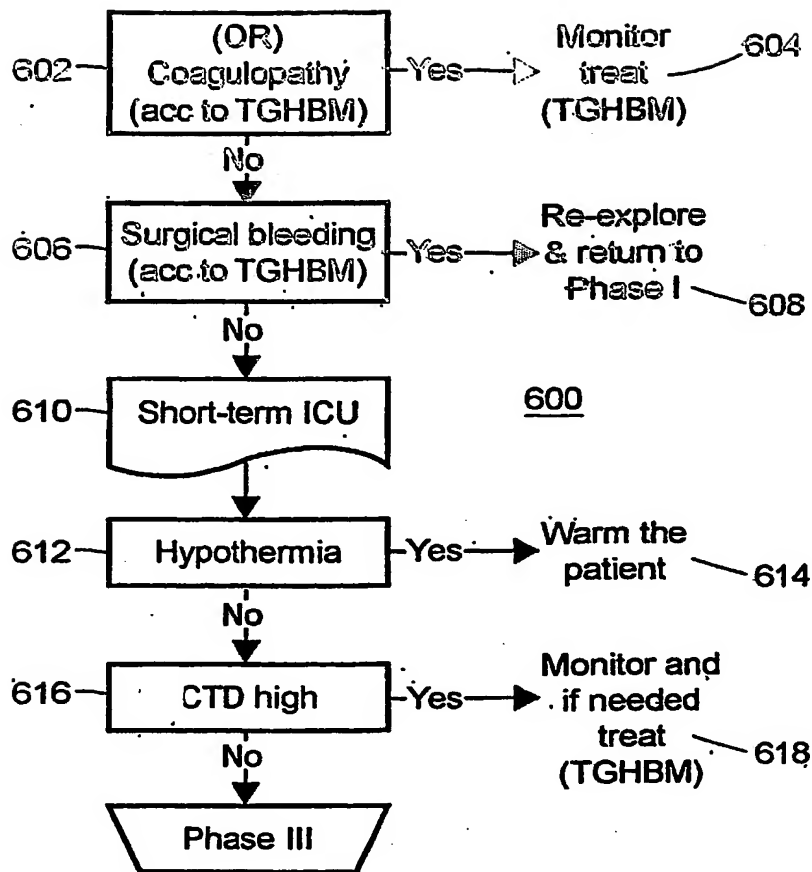 (OR)
Coagulopathy
(acc to TGHBM)
602
Yes
Monitor
treat
(TGHBM)
604
No
Surgical bleeding
(acc to TGHBM)
606
Yes
Re-explore
& return to
Phase I
608
No
610
Short-term ICU
600
612
Hypothermia
Yes
Warm the
patient
614
No
616
CTD high
Yes
Monitor and
if needed
treat
(TGHBM)
618
No
Phase III